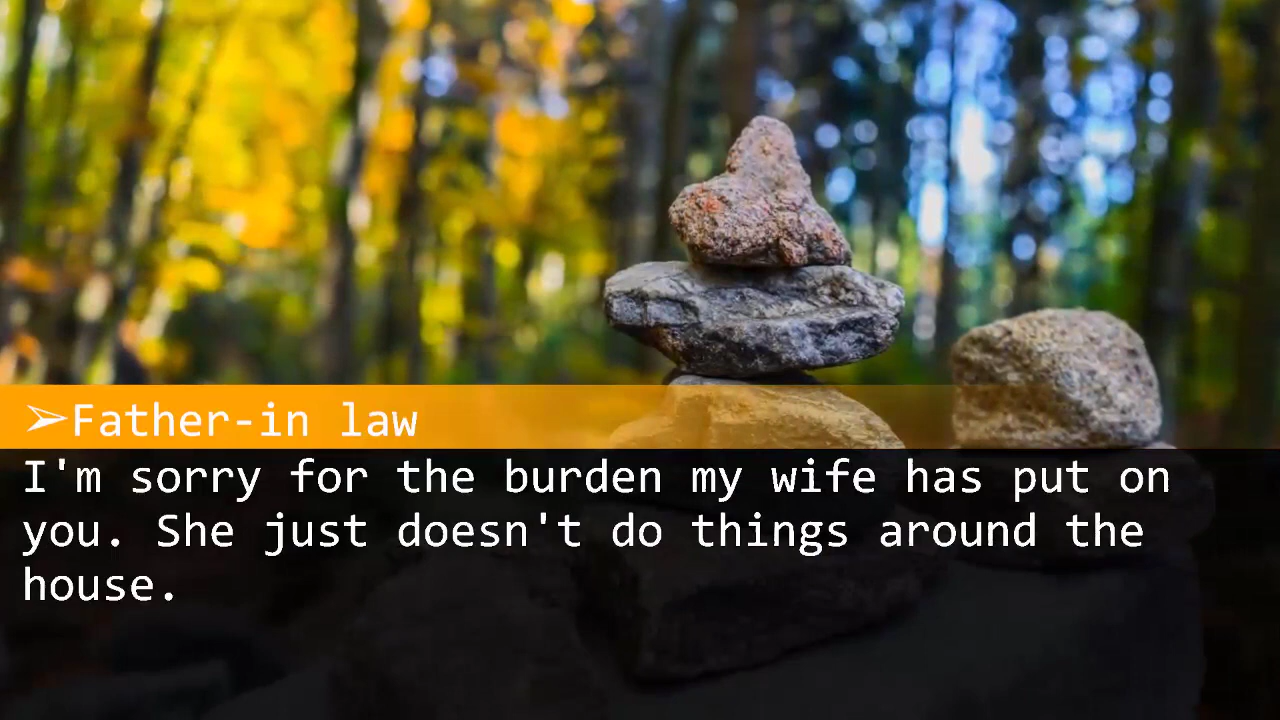 ➢Father-in law
I'm sorry for the burden my wife has put on
you. She just doesn't do things around the
house.